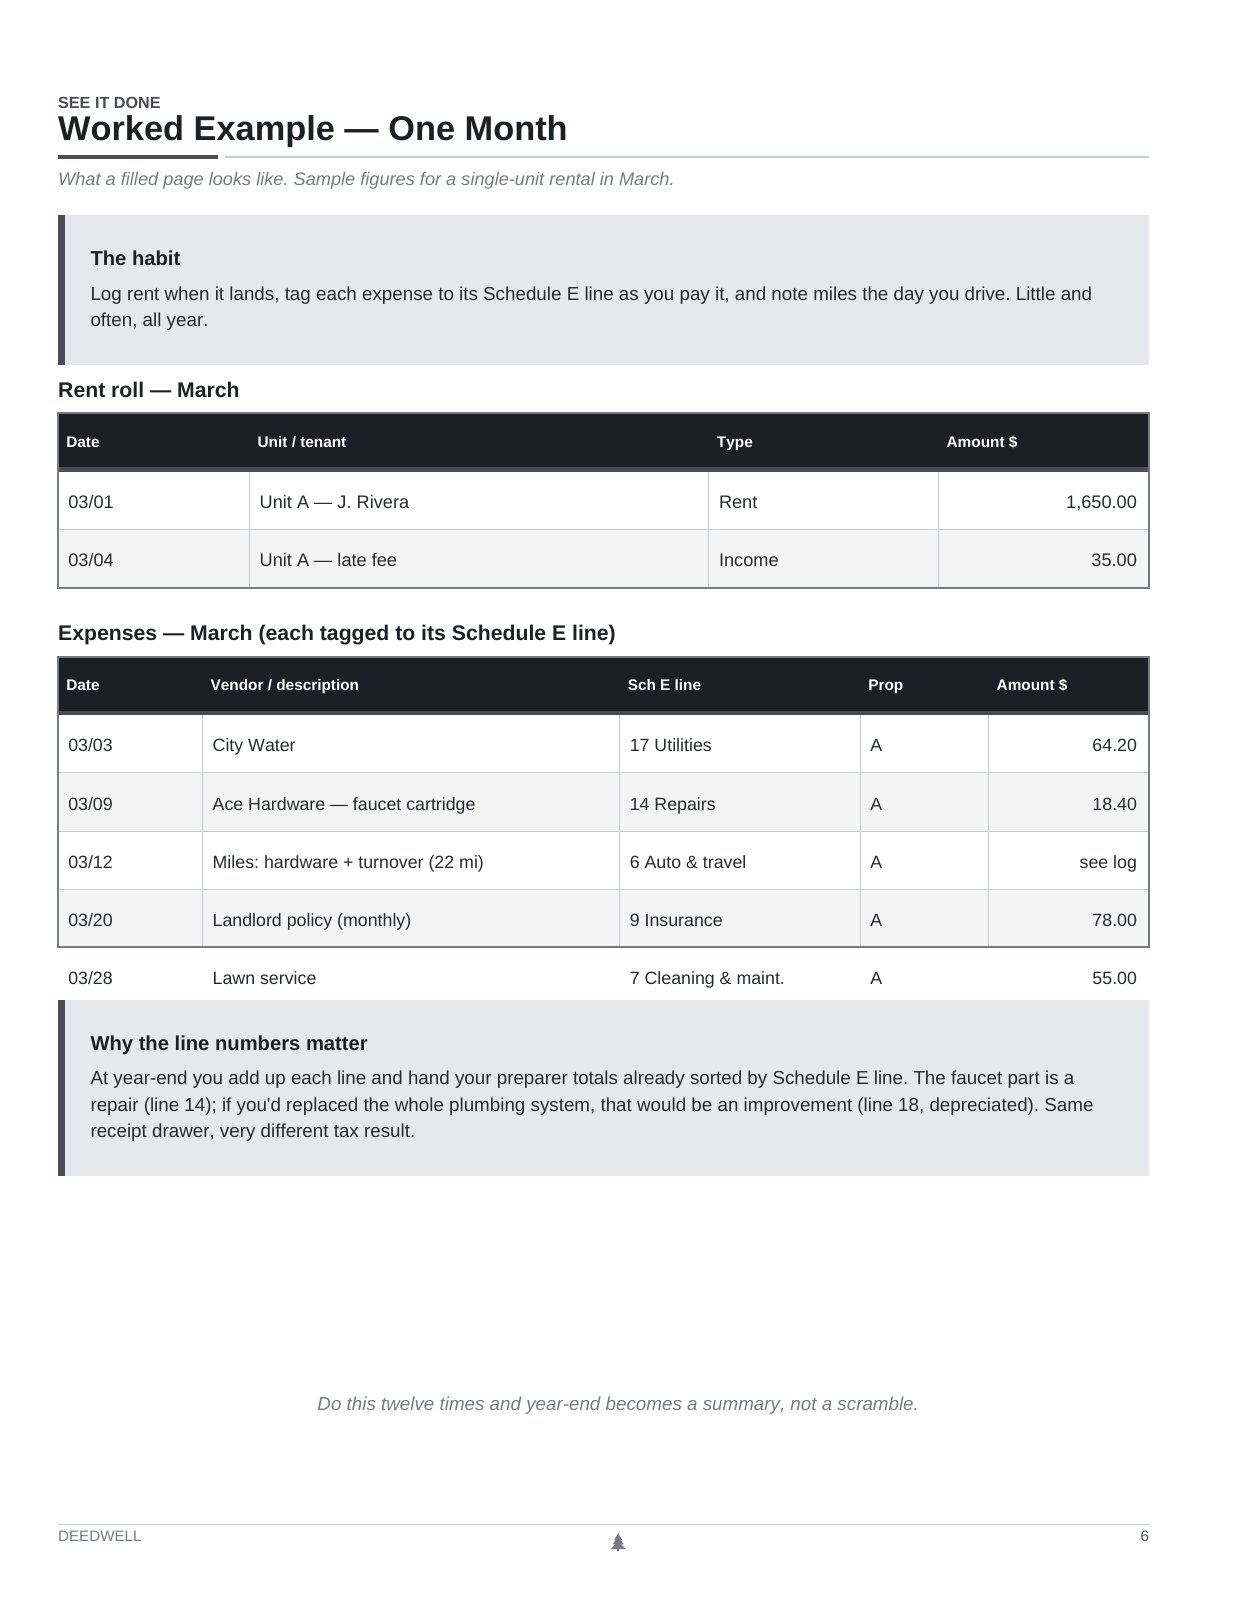 SEE IT DONE
Worked Example — One Month
What a filled page looks like. Sample figures for a single-unit rental in March.
The habit
Log rent when it lands, tag each expense to its Schedule E line as you pay it, and note miles the day you drive. Little and
often, all year.
Rent roll — March
Date Unit / tenant Type Amount $
03/01 Unit A — J. Rivera Rent 1,650.00
03/04 Unit A — late fee Income 35.00
Expenses — March (each tagged to its Schedule E line)
Date Vendor / description Sch E line Prop Amount $
03/03 City Water 17 Utilities A 64.20
03/09 Ace Hardware — faucet cartridge 14 Repairs A 18.40
03/12 Miles: hardware + turnover (22 mi) 6 Auto & travel A see log
03/20 Landlord policy (monthly) 9 Insurance A 78.00
03/28 Lawn service 7 Cleaning & maint. A 55.00
Why the line numbers matter
At year-end you add up each line and hand your preparer totals already sorted by Schedule E line. The faucet part is a
repair (line 14); if you'd replaced the whole plumbing system, that would be an improvement (line 18, depreciated). Same
receipt drawer, very different tax result.
Do this twelve times and year-end becomes a summary, not a scramble.
DEEDWELL 6